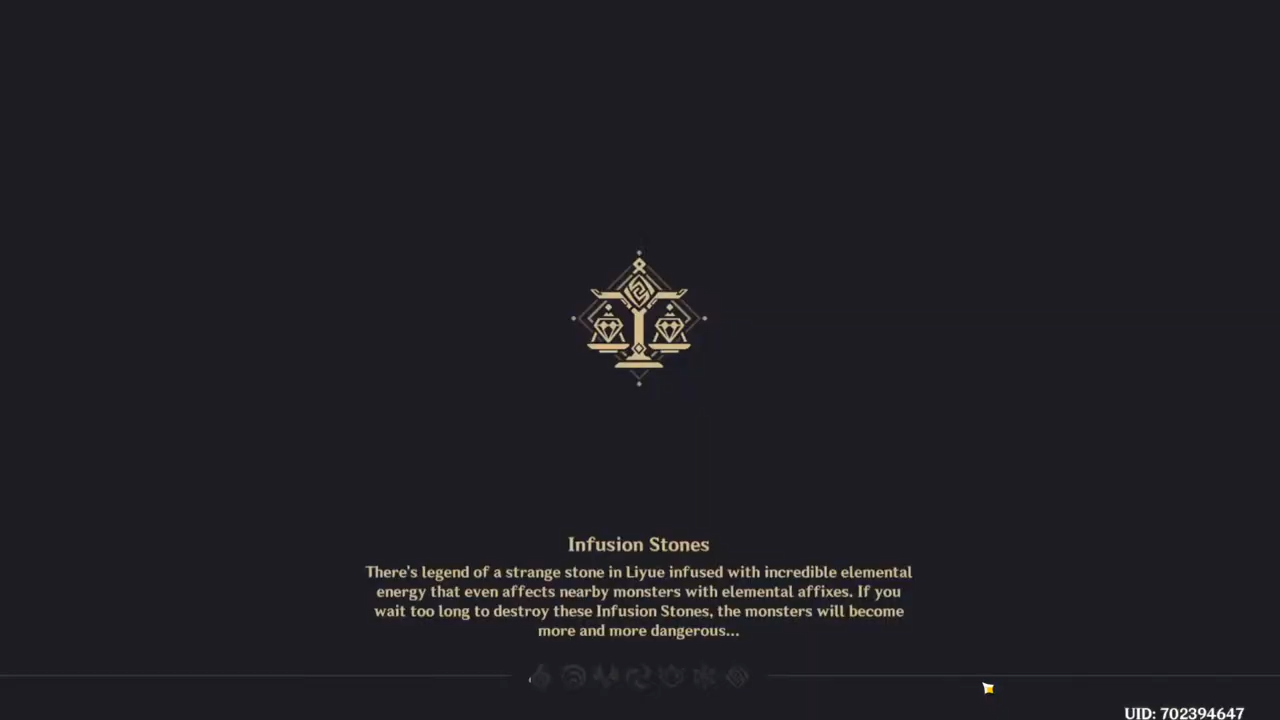 Infusion Stones
There's legend of a strange stone in Liyue infused with incredible elemental
energy that even affects nearby monsters with elemental affixes. If you
wait too long to destroy these Infusion Stones, the monsters will become
more and more dangerous...
UID: 702394647